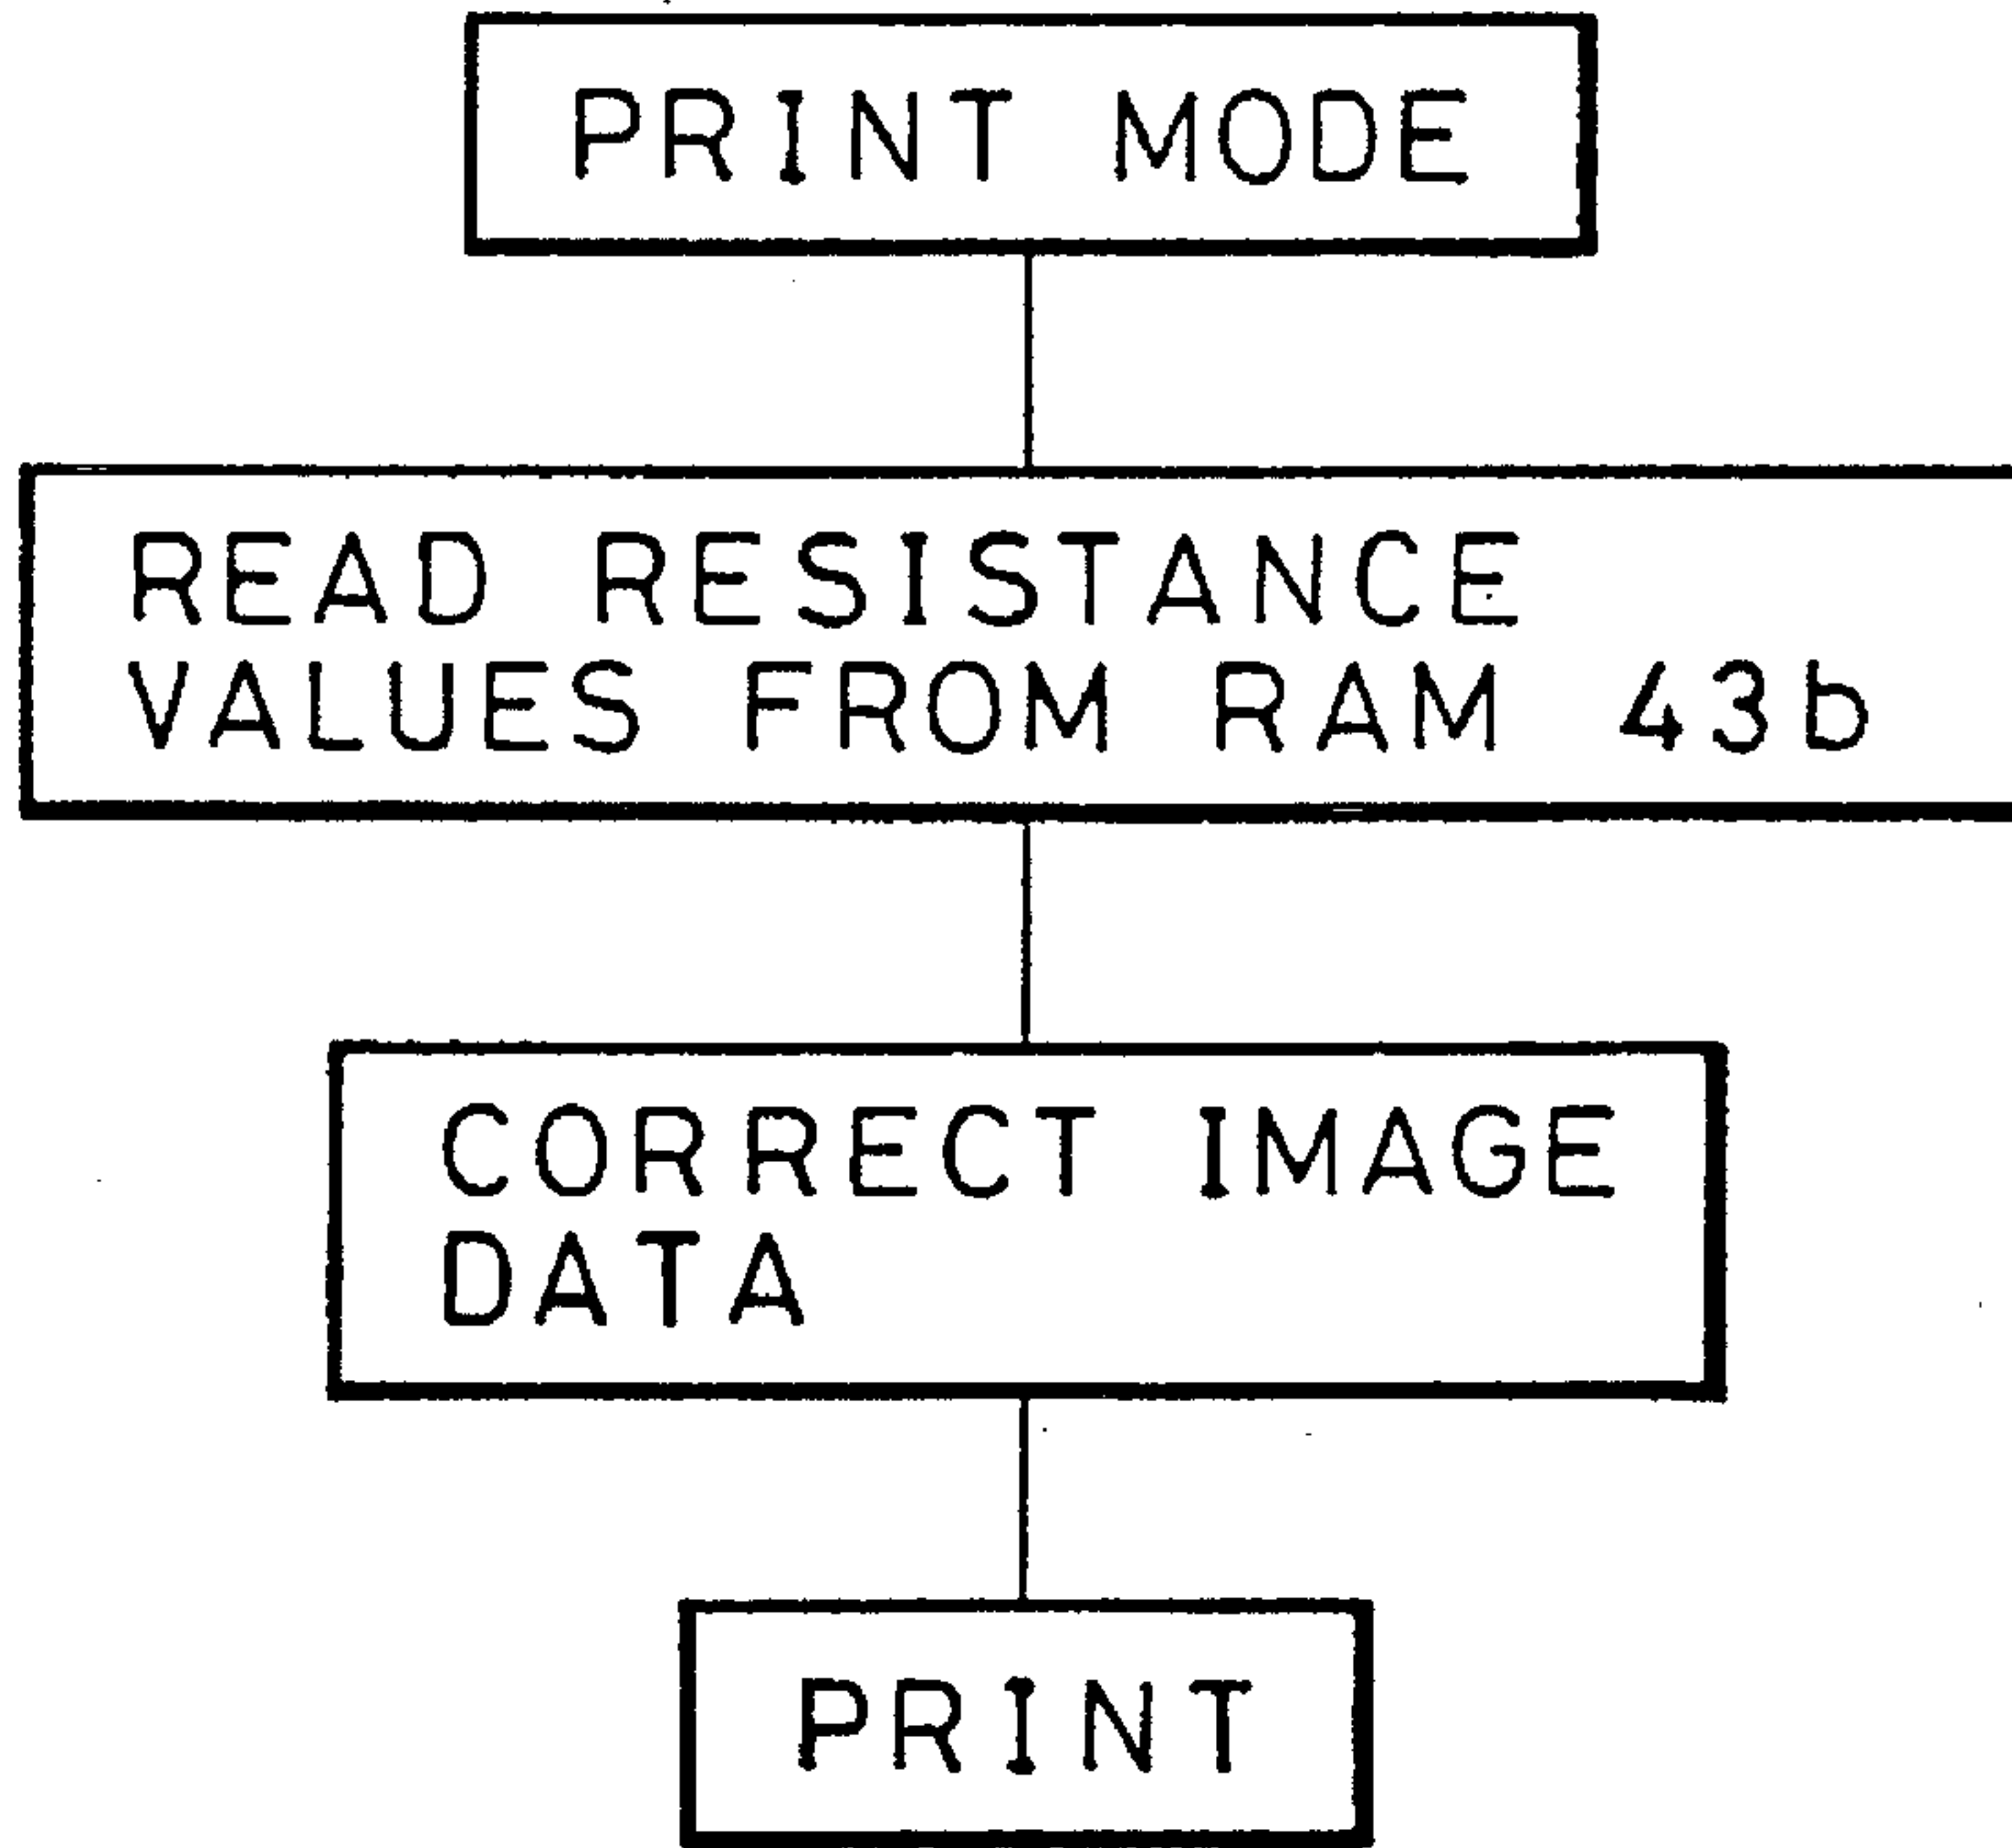 PRINT MODE
READ RESISTANCE
VALUES FROM RAM 43b
CORRECT IMAGE
DATA
PRINT